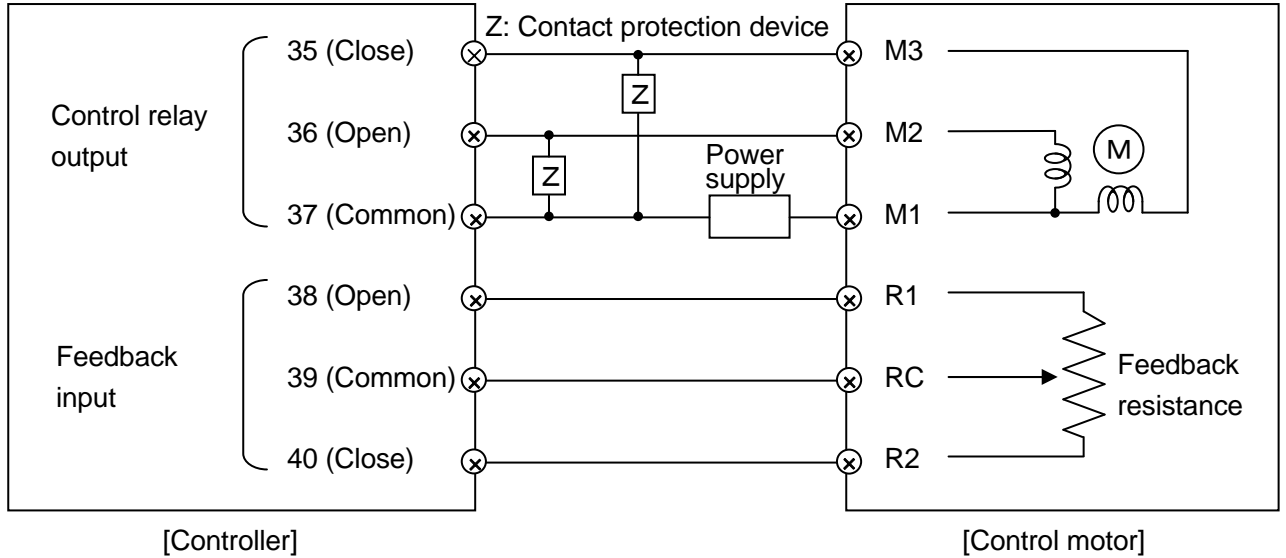 Z: Contact protection device
35 (Close)
M3
Z
Control relay
output
36 (Open)
M2
M
Z
Power
supply
37 (Common)
M1
38 (Open)
R1
Feedback
input
39 (Common)
RC
Feedback
resistance
40 (Close)
R2
[Controller]
[Control motor]